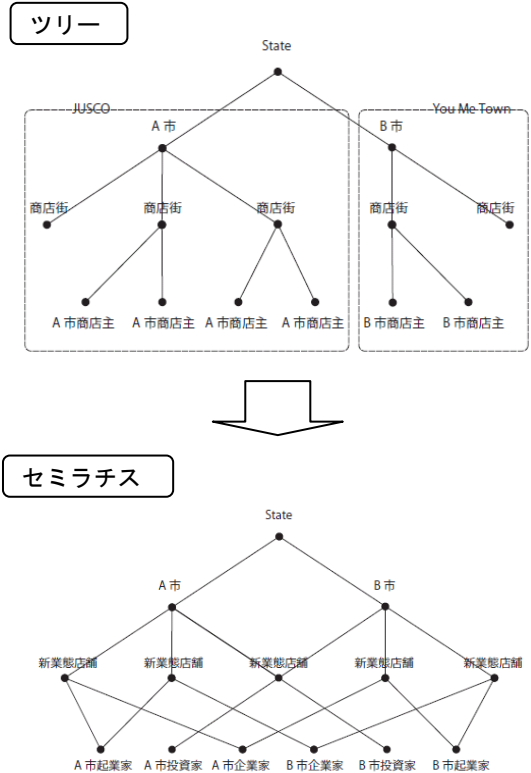 ツリー
State
JUSCO
You Me Town
A 市
B 市
商店街 商店街 商店街 商店街 商店街
A 市商店主 A 市商店主 A 市商店主 A 市商店主 B 市商店主 B 市商店主
セミラチス
State
A 市
B 市
新業態店舗 新業態店舗 新業態店舗 新業態店舗 新業態店舗
A 市起業家 A 市投資家 A 市企業家 B 市企業家 B 市投資家 B 市起業家